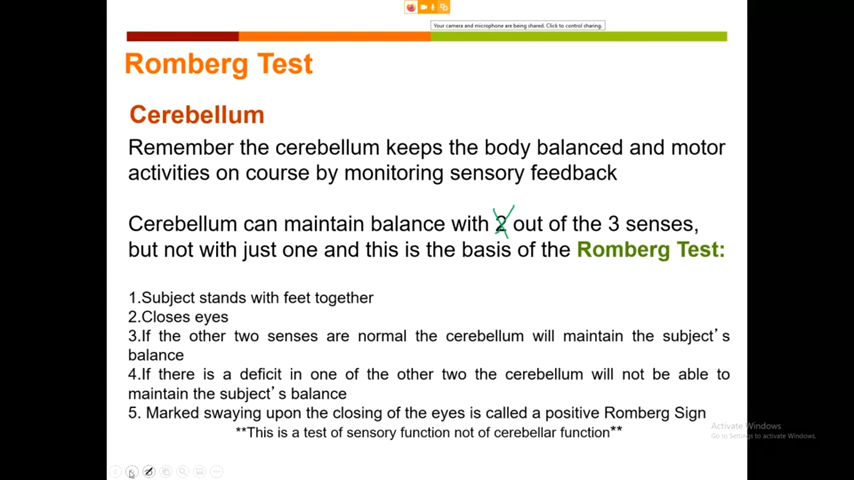 Your camera and microphone are being shared. Click to control sharing.
Romberg Test
Cerebellum
Remember the cerebellum keeps the body balanced and motor
activities on course by monitoring sensory feedback
Cerebellum can maintain balance with 2 out of the 3 senses,
but not with just one and this is the basis of the Romberg Test:
1.Subject stands with feet together
2.Closes eyes
3.If the other two senses are normal the cerebellum will maintain the subject's
balance
4.If there is a deficit in one of the other two the cerebellum will not be able to
maintain the subject's balance
5. Marked swaying upon the closing of the eyes is called a positive Romberg Sign
**This is a test of sensory function not of cerebellar function**
Activate Windows
Go to Settings to activate Windows.